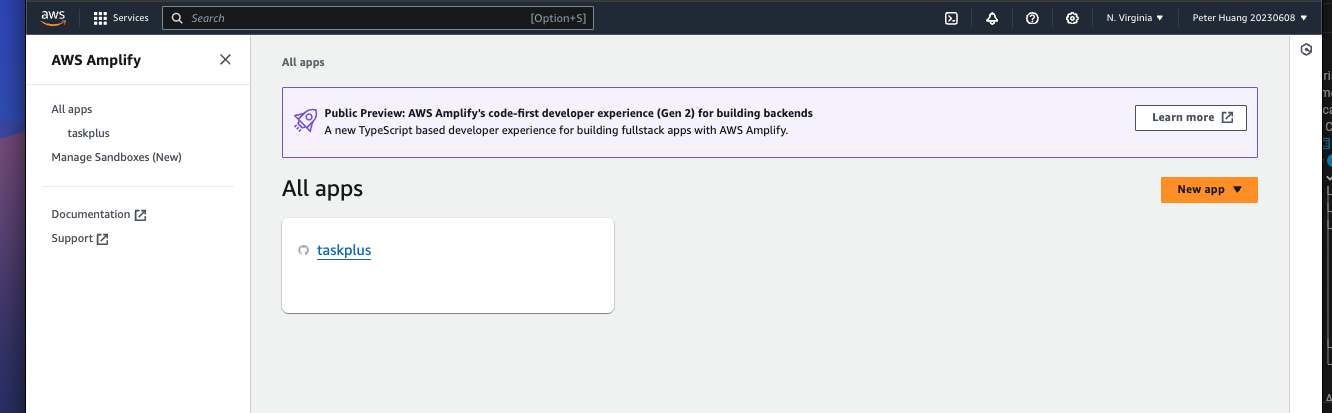 aws
Services
Search
[Option+S]
N. Virginia
Peter Huang 20230608
AWS Amplify
All apps
taskplus
Manage Sandboxes (New)
Documentation
Support
All apps
Public Preview: AWS Amplify's code-first developer experience (Gen 2) for building backends
A new TypeScript based developer experience for building fullstack apps with AWS Amplify.
Learn more
All apps
New app
taskplus